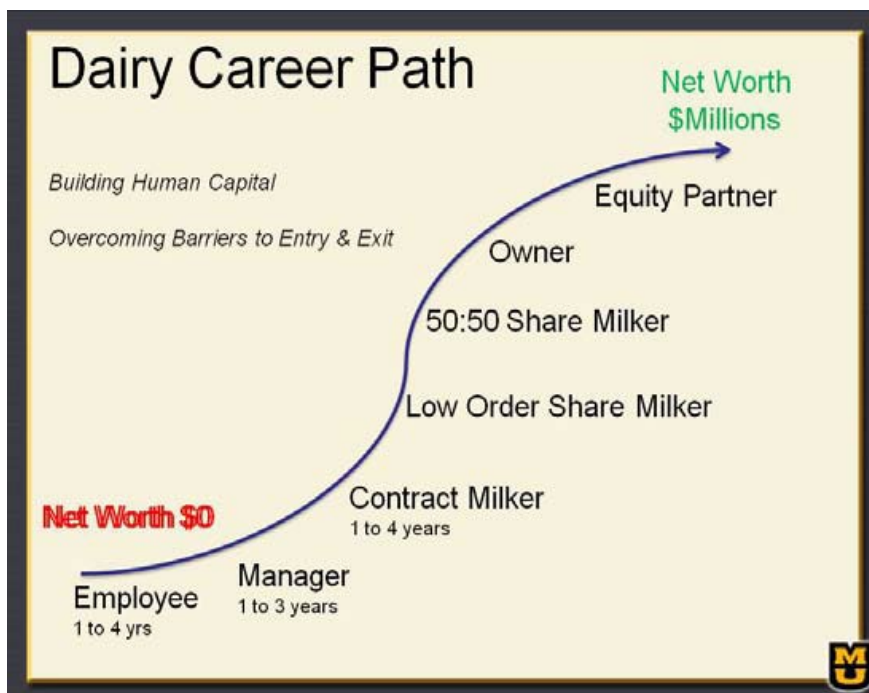 Dairy Career Path
Net Worth
$Millions
Building Human Capital
Equity Partner
Overcoming Barriers to Entry & Exit
Owner
50:50 Share Milker
Low Order Share Milker
Contract Milker
1 to 4 years
Net Worth $0
Manager
1 to 3 years
Employee
1 to 4 yrs
MU